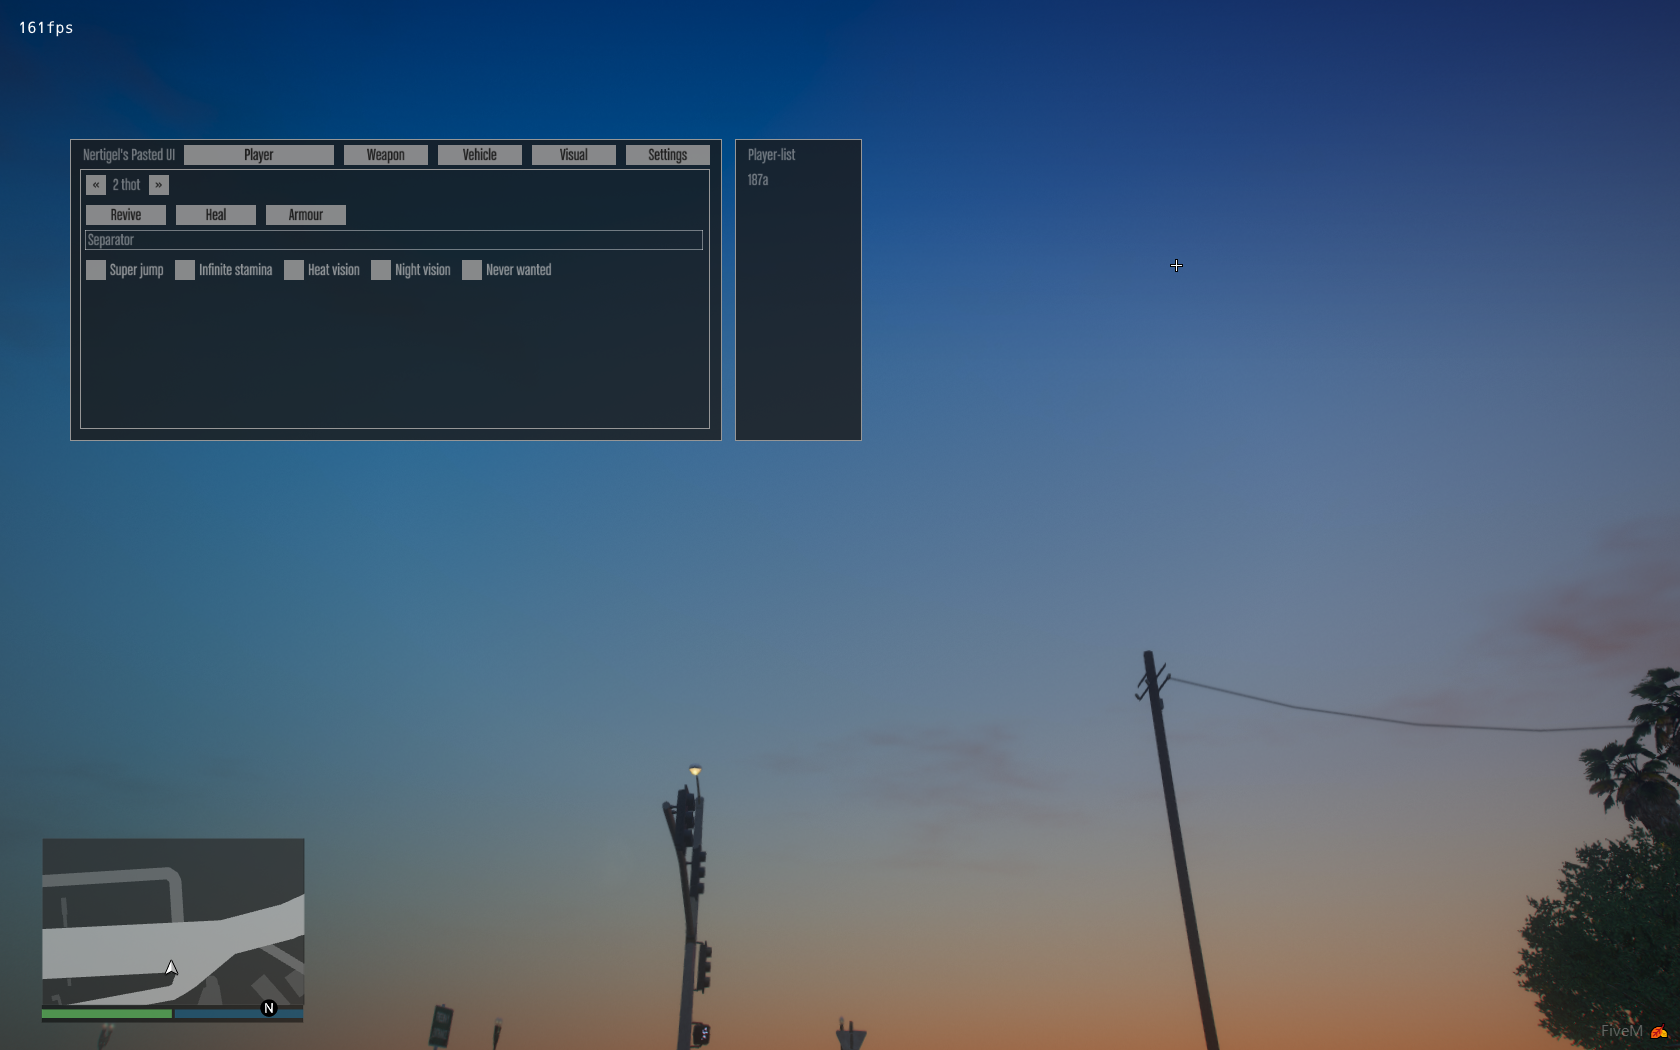 161fps
Nertigel's Pasted UI Player Weapon Vehicle Visual Settings
« 2 thot »
Revive Heal Armour
Separator
Super jump Infinite stamina Heat vision Night vision Never wanted
Player-list
187a
N
FiveM